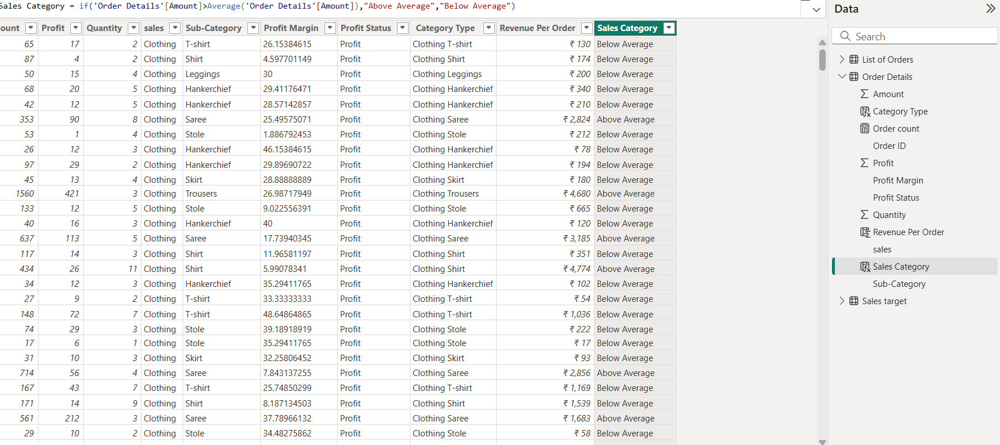 Sales Category = if('Order Details'[Amount]>Average('Order Details'[Amount]),"Above Average","Below Average")
ount Profit Quantity sales Sub-Category Profit Margin Profit Status Category Type Revenue Per Order Sales Category
65 17 2 Clothing T-shirt 26.15384615 Profit Clothing T-shirt ₹ 130 Below Average
87 4 2 Clothing Shirt 4.597701149 Profit Clothing Shirt ₹ 174 Below Average
50 15 4 Clothing Leggings 30 Profit Clothing Leggings ₹ 200 Below Average
68 20 5 Clothing Hankerchief 29.41176471 Profit Clothing Hankerchief ₹ 340 Below Average
42 12 5 Clothing Hankerchief 28.57142857 Profit Clothing Hankerchief ₹ 210 Below Average
353 90 8 Clothing Saree 25.49575071 Profit Clothing Saree ₹ 2,824 Above Average
53 1 4 Clothing Stole 1.886792453 Profit Clothing Stole ₹ 212 Below Average
26 12 3 Clothing Hankerchief 46.15384615 Profit Clothing Hankerchief ₹ 78 Below Average
97 29 2 Clothing Hankerchief 29.89690722 Profit Clothing Hankerchief ₹ 194 Below Average
45 13 4 Clothing Skirt 28.88888889 Profit Clothing Skirt ₹ 180 Below Average
1560 421 3 Clothing Trousers 26.98717949 Profit Clothing Trousers ₹ 4,680 Above Average
133 12 5 Clothing Stole 9.022556391 Profit Clothing Stole ₹ 665 Below Average
40 16 3 Clothing Hankerchief 40 Profit Clothing Hankerchief ₹ 120 Below Average
637 113 5 Clothing Saree 17.73940345 Profit Clothing Saree ₹ 3,185 Above Average
117 14 3 Clothing Shirt 11.96581197 Profit Clothing Shirt ₹ 351 Below Average
434 26 11 Clothing Shirt 5.99078341 Profit Clothing Shirt ₹ 4,774 Above Average
34 12 3 Clothing Hankerchief 35.29411765 Profit Clothing Hankerchief ₹ 102 Below Average
27 9 2 Clothing T-shirt 33.33333333 Profit Clothing T-shirt ₹ 54 Below Average
148 72 7 Clothing T-shirt 48.64864865 Profit Clothing T-shirt ₹ 1,036 Below Average
74 29 3 Clothing Stole 39.18918919 Profit Clothing Stole ₹ 222 Below Average
17 6 1 Clothing Stole 35.29411765 Profit Clothing Stole ₹ 17 Below Average
31 10 3 Clothing Skirt 32.25806452 Profit Clothing Skirt ₹ 93 Below Average
714 56 4 Clothing Saree 7.843137255 Profit Clothing Saree ₹ 2,856 Above Average
167 43 7 Clothing T-shirt 25.74850299 Profit Clothing T-shirt ₹ 1,169 Below Average
171 14 9 Clothing Shirt 8.187134503 Profit Clothing Shirt ₹ 1,539 Below Average
561 212 3 Clothing Saree 37.78966132 Profit Clothing Saree ₹ 1,683 Above Average
29 10 2 Clothing Stole 34.48275862 Profit Clothing Stole ₹ 58 Below Average
Data
Search
List of Orders
Order Details
Amount
Category Type
Order count
Order ID
Profit
Profit Margin
Profit Status
Quantity
Revenue Per Order
sales
Sales Category
Sub-Category
Sales target